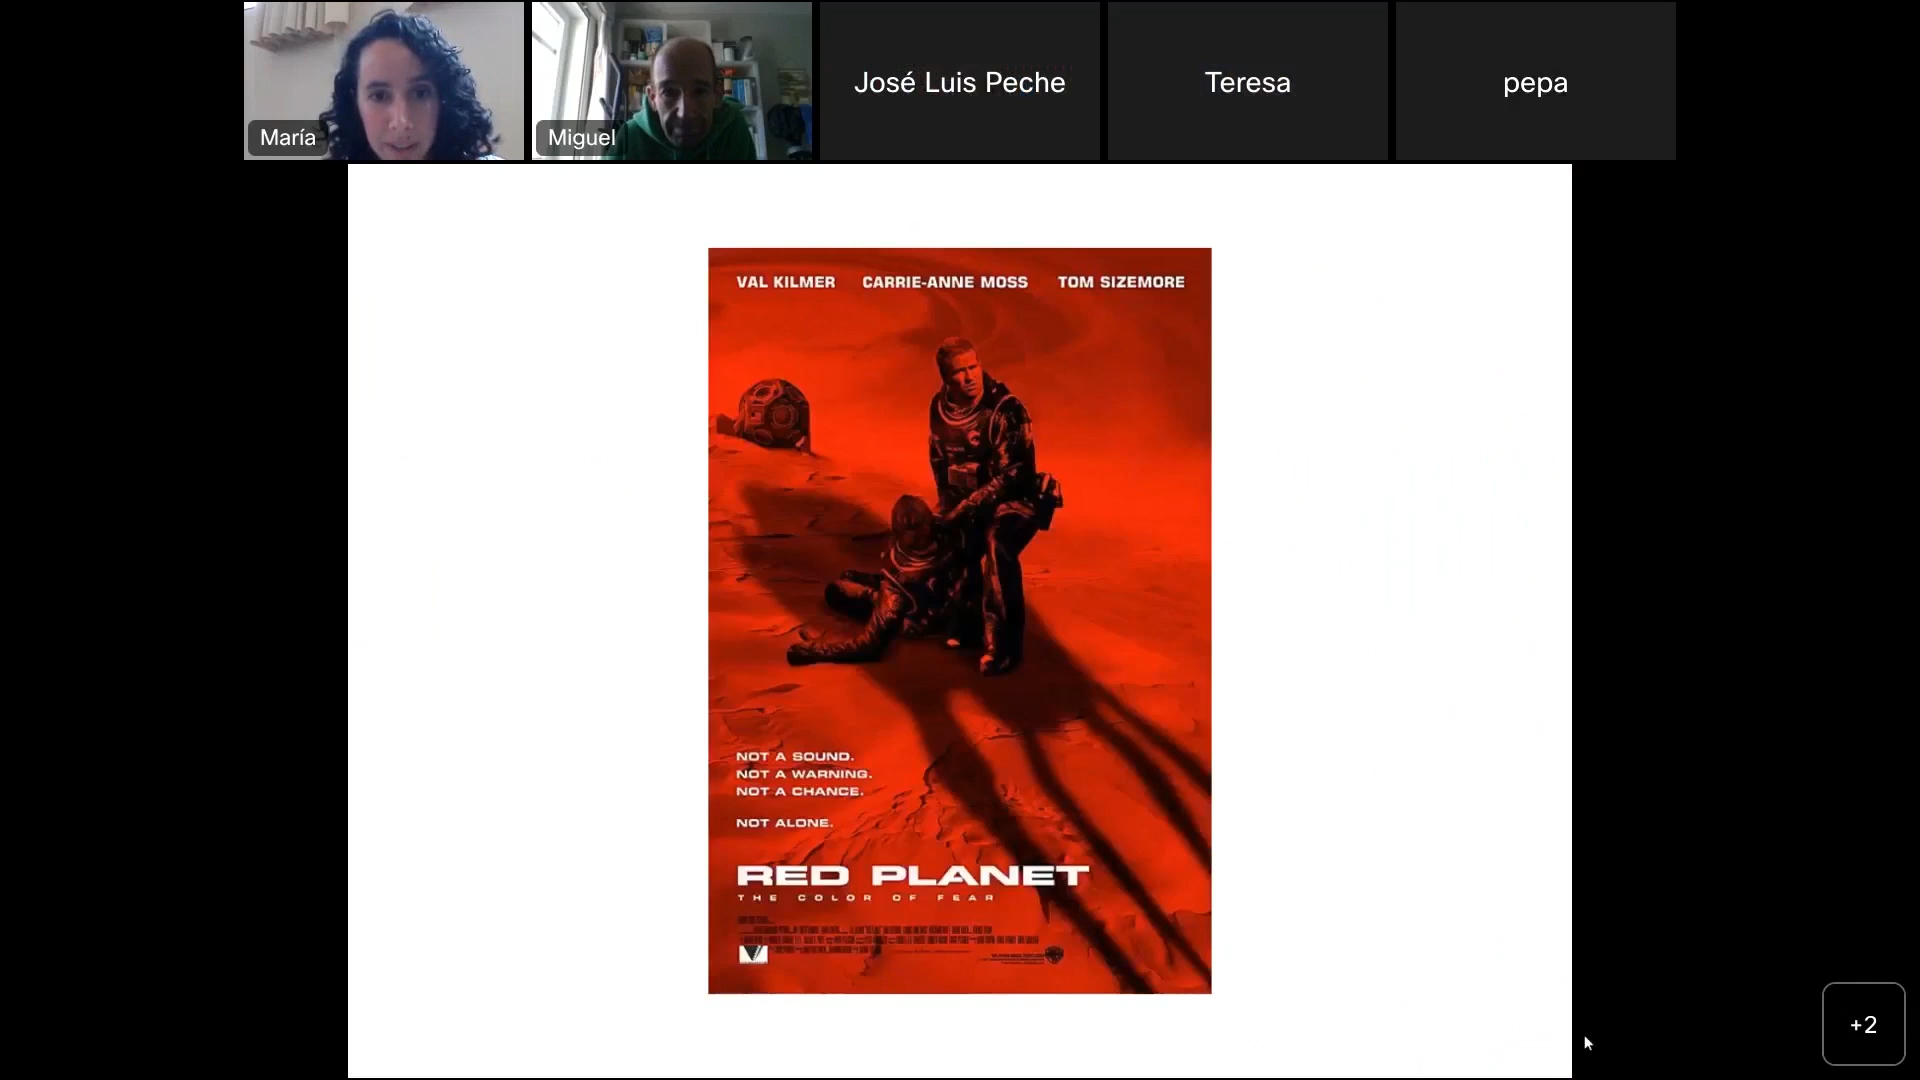 María
Miguel
José Luis Peche
Teresa
pepa
VAL KILMER CARRIE-ANNE MOSS TOM SIZEMORE
NOT A SOUND.
NOT A WARNING.
NOT A CHANCE.
NOT ALONE.
RED PLANET
THE COLOR OF FEAR
+2